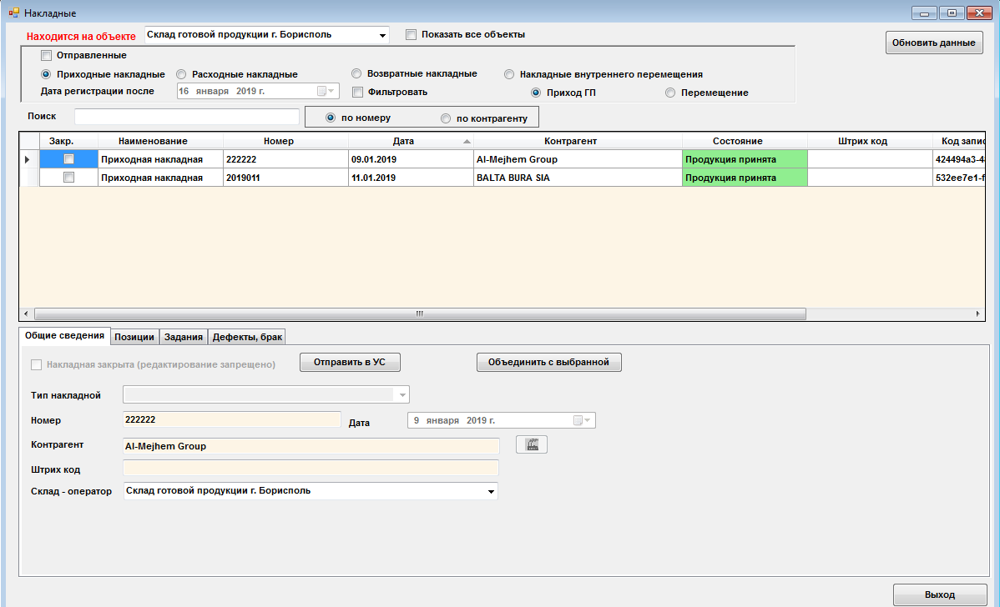 Накладные
Находится на объекте Склад готовой продукции г. Борисполь Показать все объекты
Обновить данные
Отправленные
Приходные накладные Расходные накладные Возвратные накладные Накладные внутреннего перемещения
Дата регистрации после 16 января 2019 г. Фильтровать Приход ГП Перемещение
Поиск по номеру по контрагенту
Закр. Наименование Номер Дата Контрагент Состояние Штрих код Код запис
Приходная накладная 222222 09.01.2019 Al-Mejhem Group Продукция принята 424494a3-4
Приходная накладная 2019011 11.01.2019 BALTA BURA SIA Продукция принята 532ee7e1-f
Общие сведения Позиции Задания Дефекты, брак
Накладная закрыта (редактирование запрещено) Отправить в УС Объединить с выбранной
Тип накладной
Номер 222222 Дата 9 января 2019 г.
Контрагент Al-Mejhem Group
Штрих код
Склад - оператор Склад готовой продукции г. Борисполь
Выход